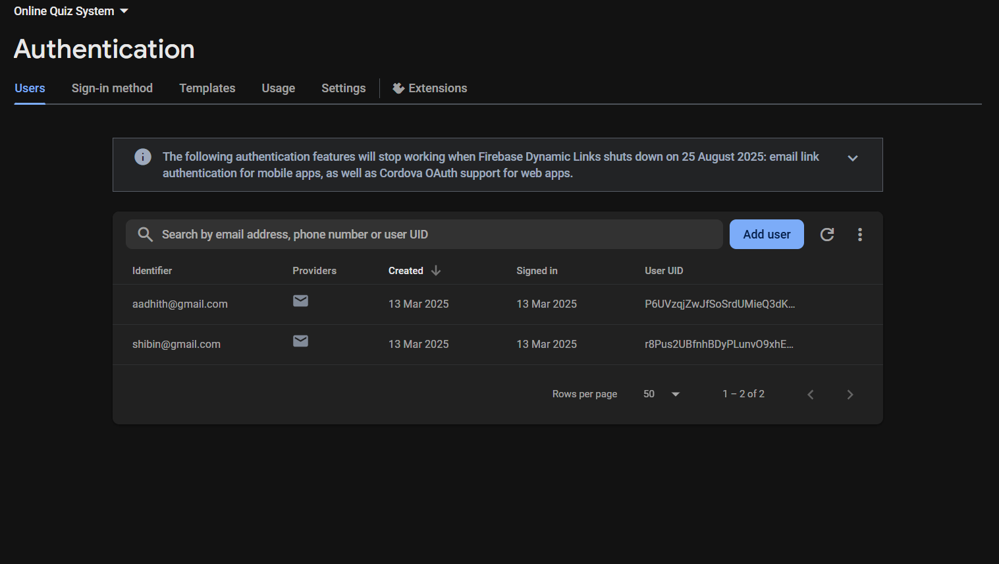 Online Quiz System
Authentication
Users Sign-in method Templates Usage Settings Extensions
The following authentication features will stop working when Firebase Dynamic Links shuts down on 25 August 2025: email link
authentication for mobile apps, as well as Cordova OAuth support for web apps.
Search by email address, phone number or user UID Add user
Identifier Providers Created Signed in User UID
aadhith@gmail.com 13 Mar 2025 13 Mar 2025 P6UVzqjZwJfSoSrdUMieQ3dK...
shibin@gmail.com 13 Mar 2025 13 Mar 2025 r8Pus2UBfnhBDyPLunvO9xhE...
Rows per page 50 1 – 2 of 2